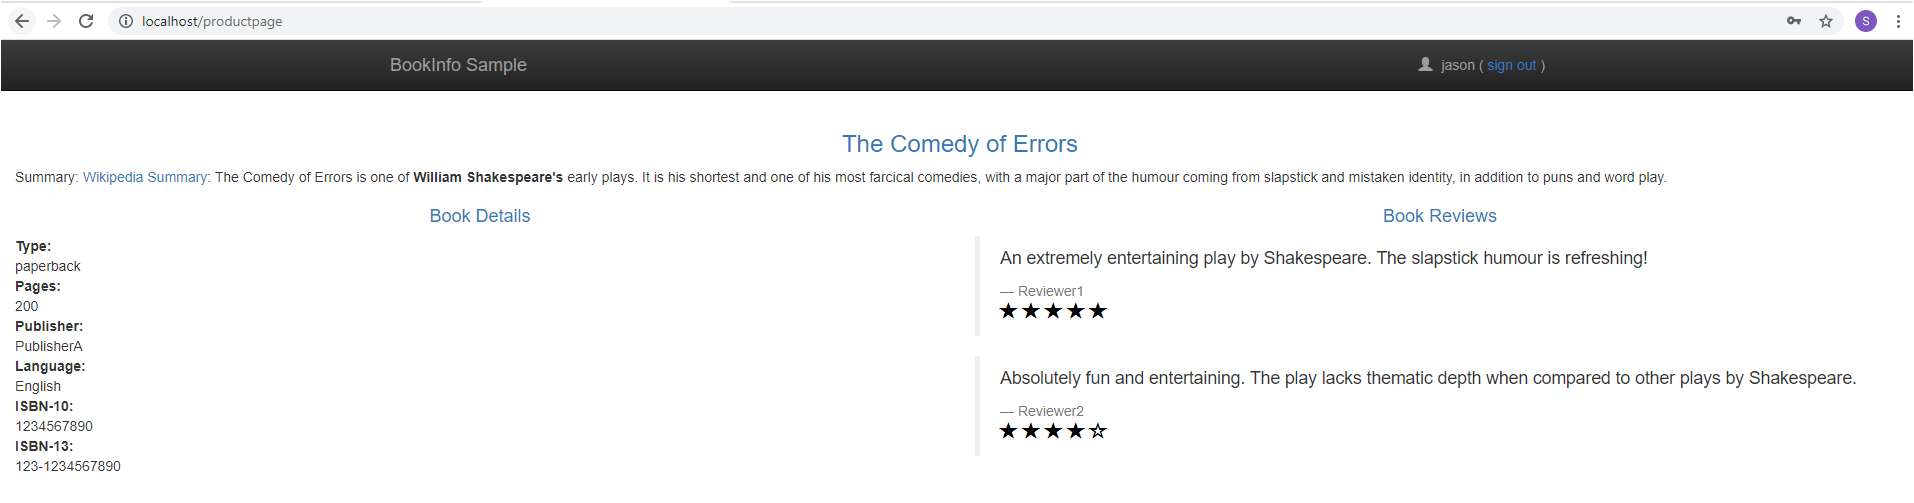 localhost/productpage
S
BookInfo Sample
jason ( sign out )
The Comedy of Errors
Summary: Wikipedia Summary: The Comedy of Errors is one of William Shakespeare's early plays. It is his shortest and one of his most farcical comedies, with a major part of the humour coming from slapstick and mistaken identity, in addition to puns and word play.
Book Details
Type:
paperback
Pages:
200
Publisher:
PublisherA
Language:
English
ISBN-10:
1234567890
ISBN-13:
123-1234567890
Book Reviews
An extremely entertaining play by Shakespeare. The slapstick humour is refreshing!
— Reviewer1
★★★★★
Absolutely fun and entertaining. The play lacks thematic depth when compared to other plays by Shakespeare.
— Reviewer2
★★★★☆